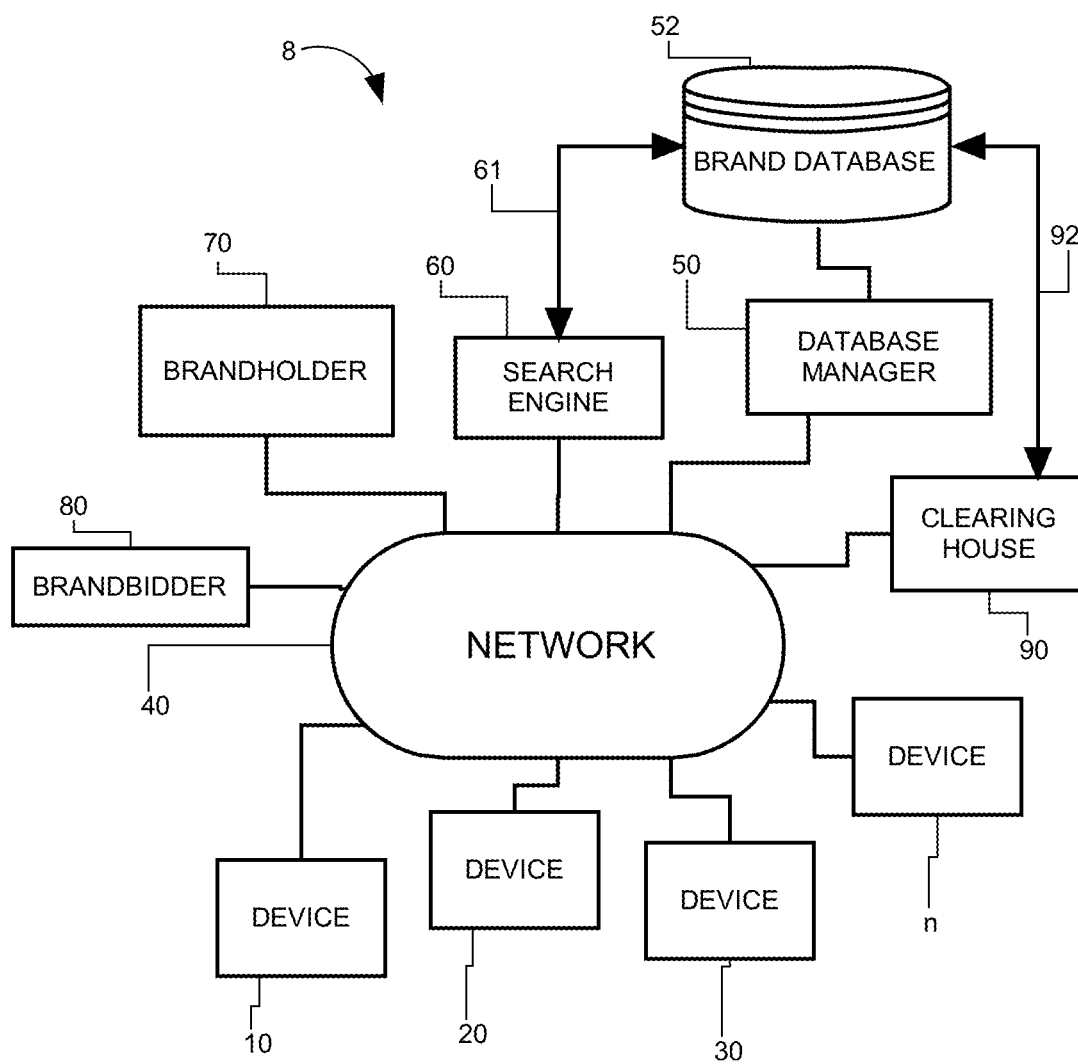 52
8
BRAND DATABASE
61
70
60
50
92
BRANDHOLDER
SEARCH
ENGINE
DATABASE
MANAGER
80
CLEARING
HOUSE
BRANDBIDDER
NETWORK
40
90
DEVICE
DEVICE
DEVICE
DEVICE
n
10
20
30